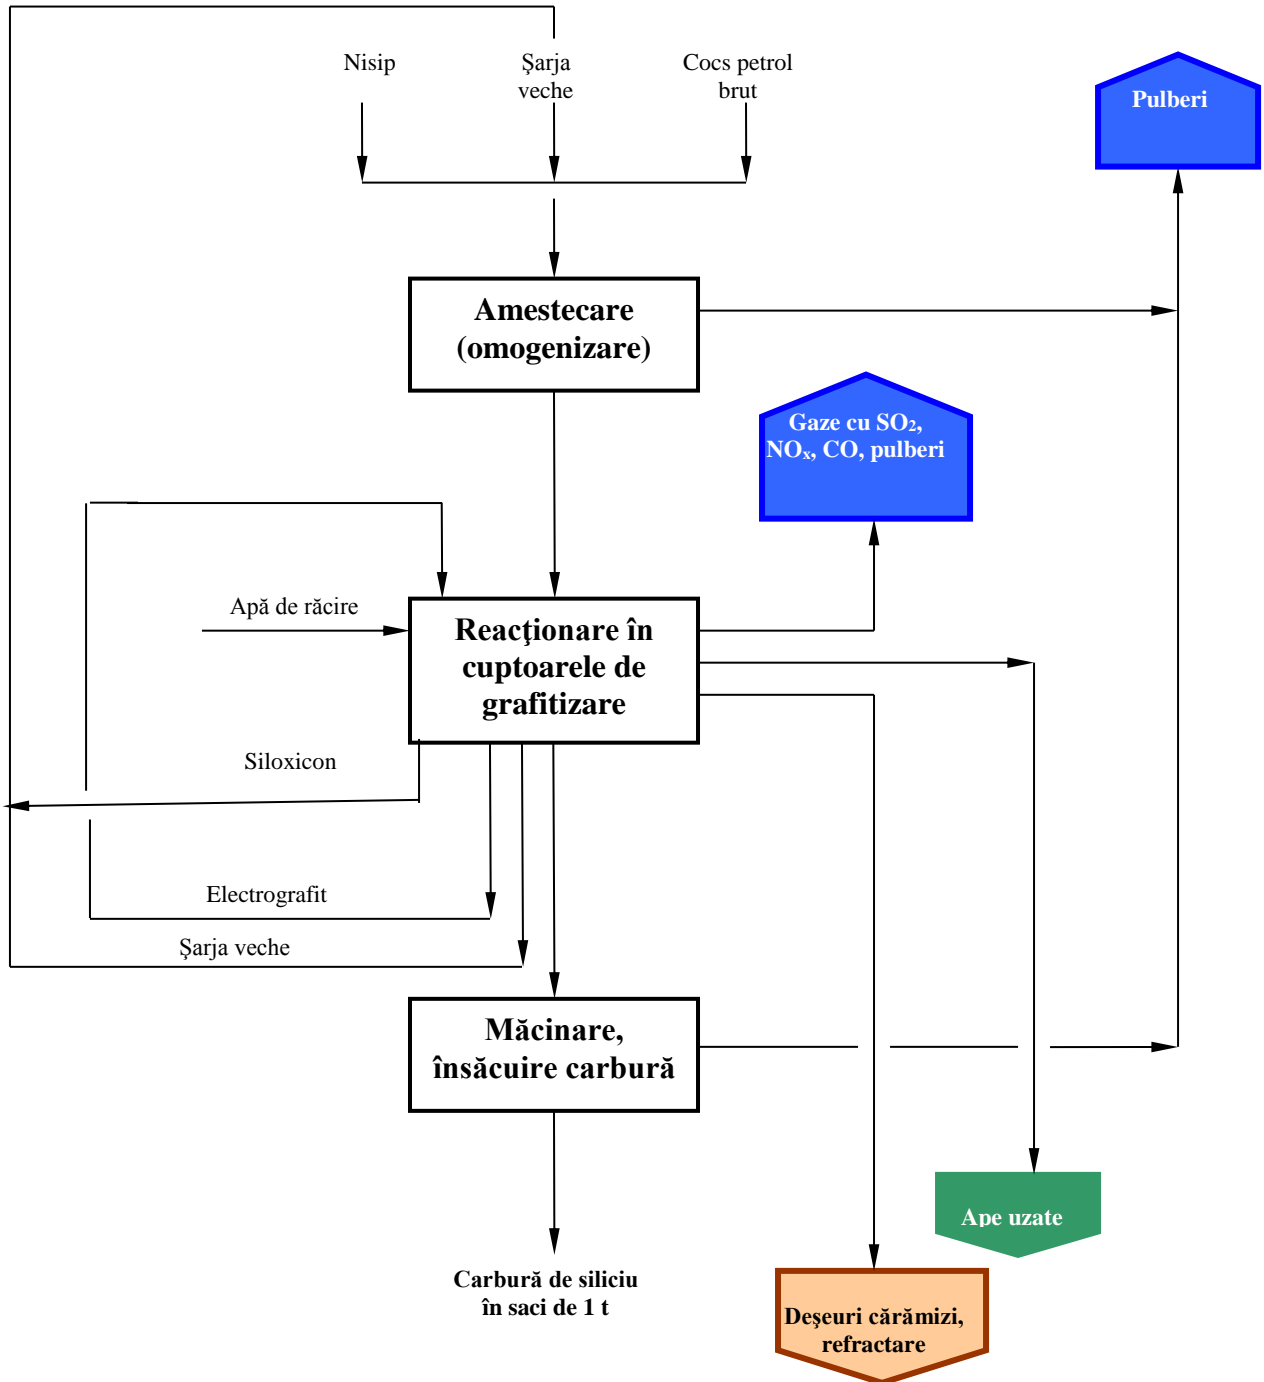 Nisip
Şarja
veche
Cocs petrol
brut
Pulberi
Amestecare
(omogenizare)
Gaze cu SO₂,
NOₓ, CO, pulberi
Apă de răcire
Reacţionare în
cuptoarele de
grafitizare
Siloxicon
Electrografit
Şarja veche
Măcinare,
însăcuire carbură
Ape uzate
Carbură de siliciu
în saci de 1 t
Deşeuri cărămizi,
refractare